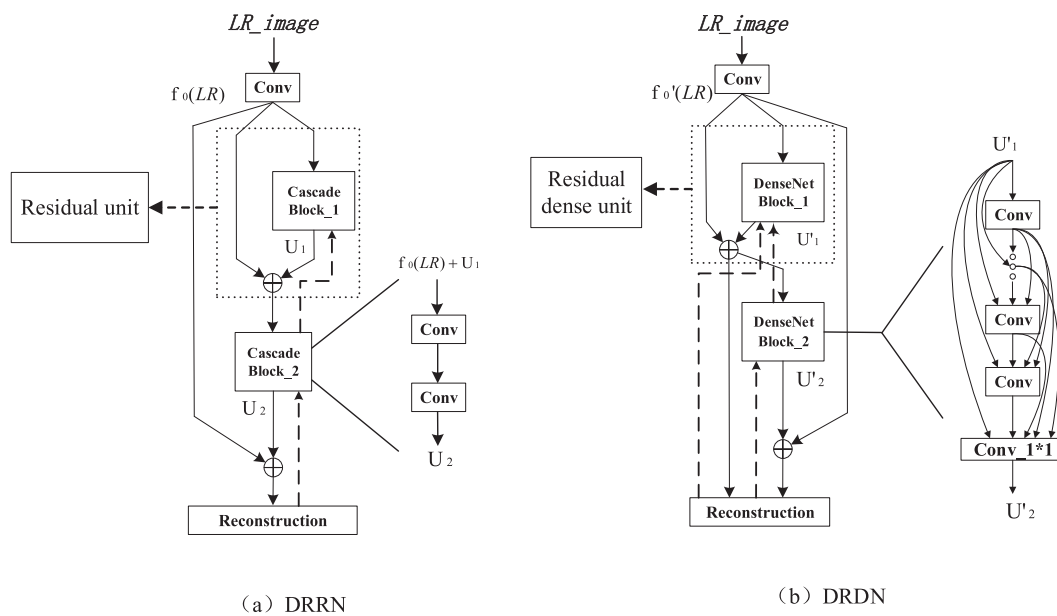 LR_image
Conv
f₀(LR)
Residual unit
Cascade
Block_1
U₁
f₀(LR)+U₁
Cascade
Block_2
Conv
Conv
U₂
U₂
Reconstruction
（a）DRRN
LR_image
Conv
f₀'(LR)
Residual
dense unit
DenseNet
Block_1
U'₁
DenseNet
Block_2
U'₂
Reconstruction
U'₁
Conv
Conv
Conv
Conv_1*1
U'₂
（b）DRDN